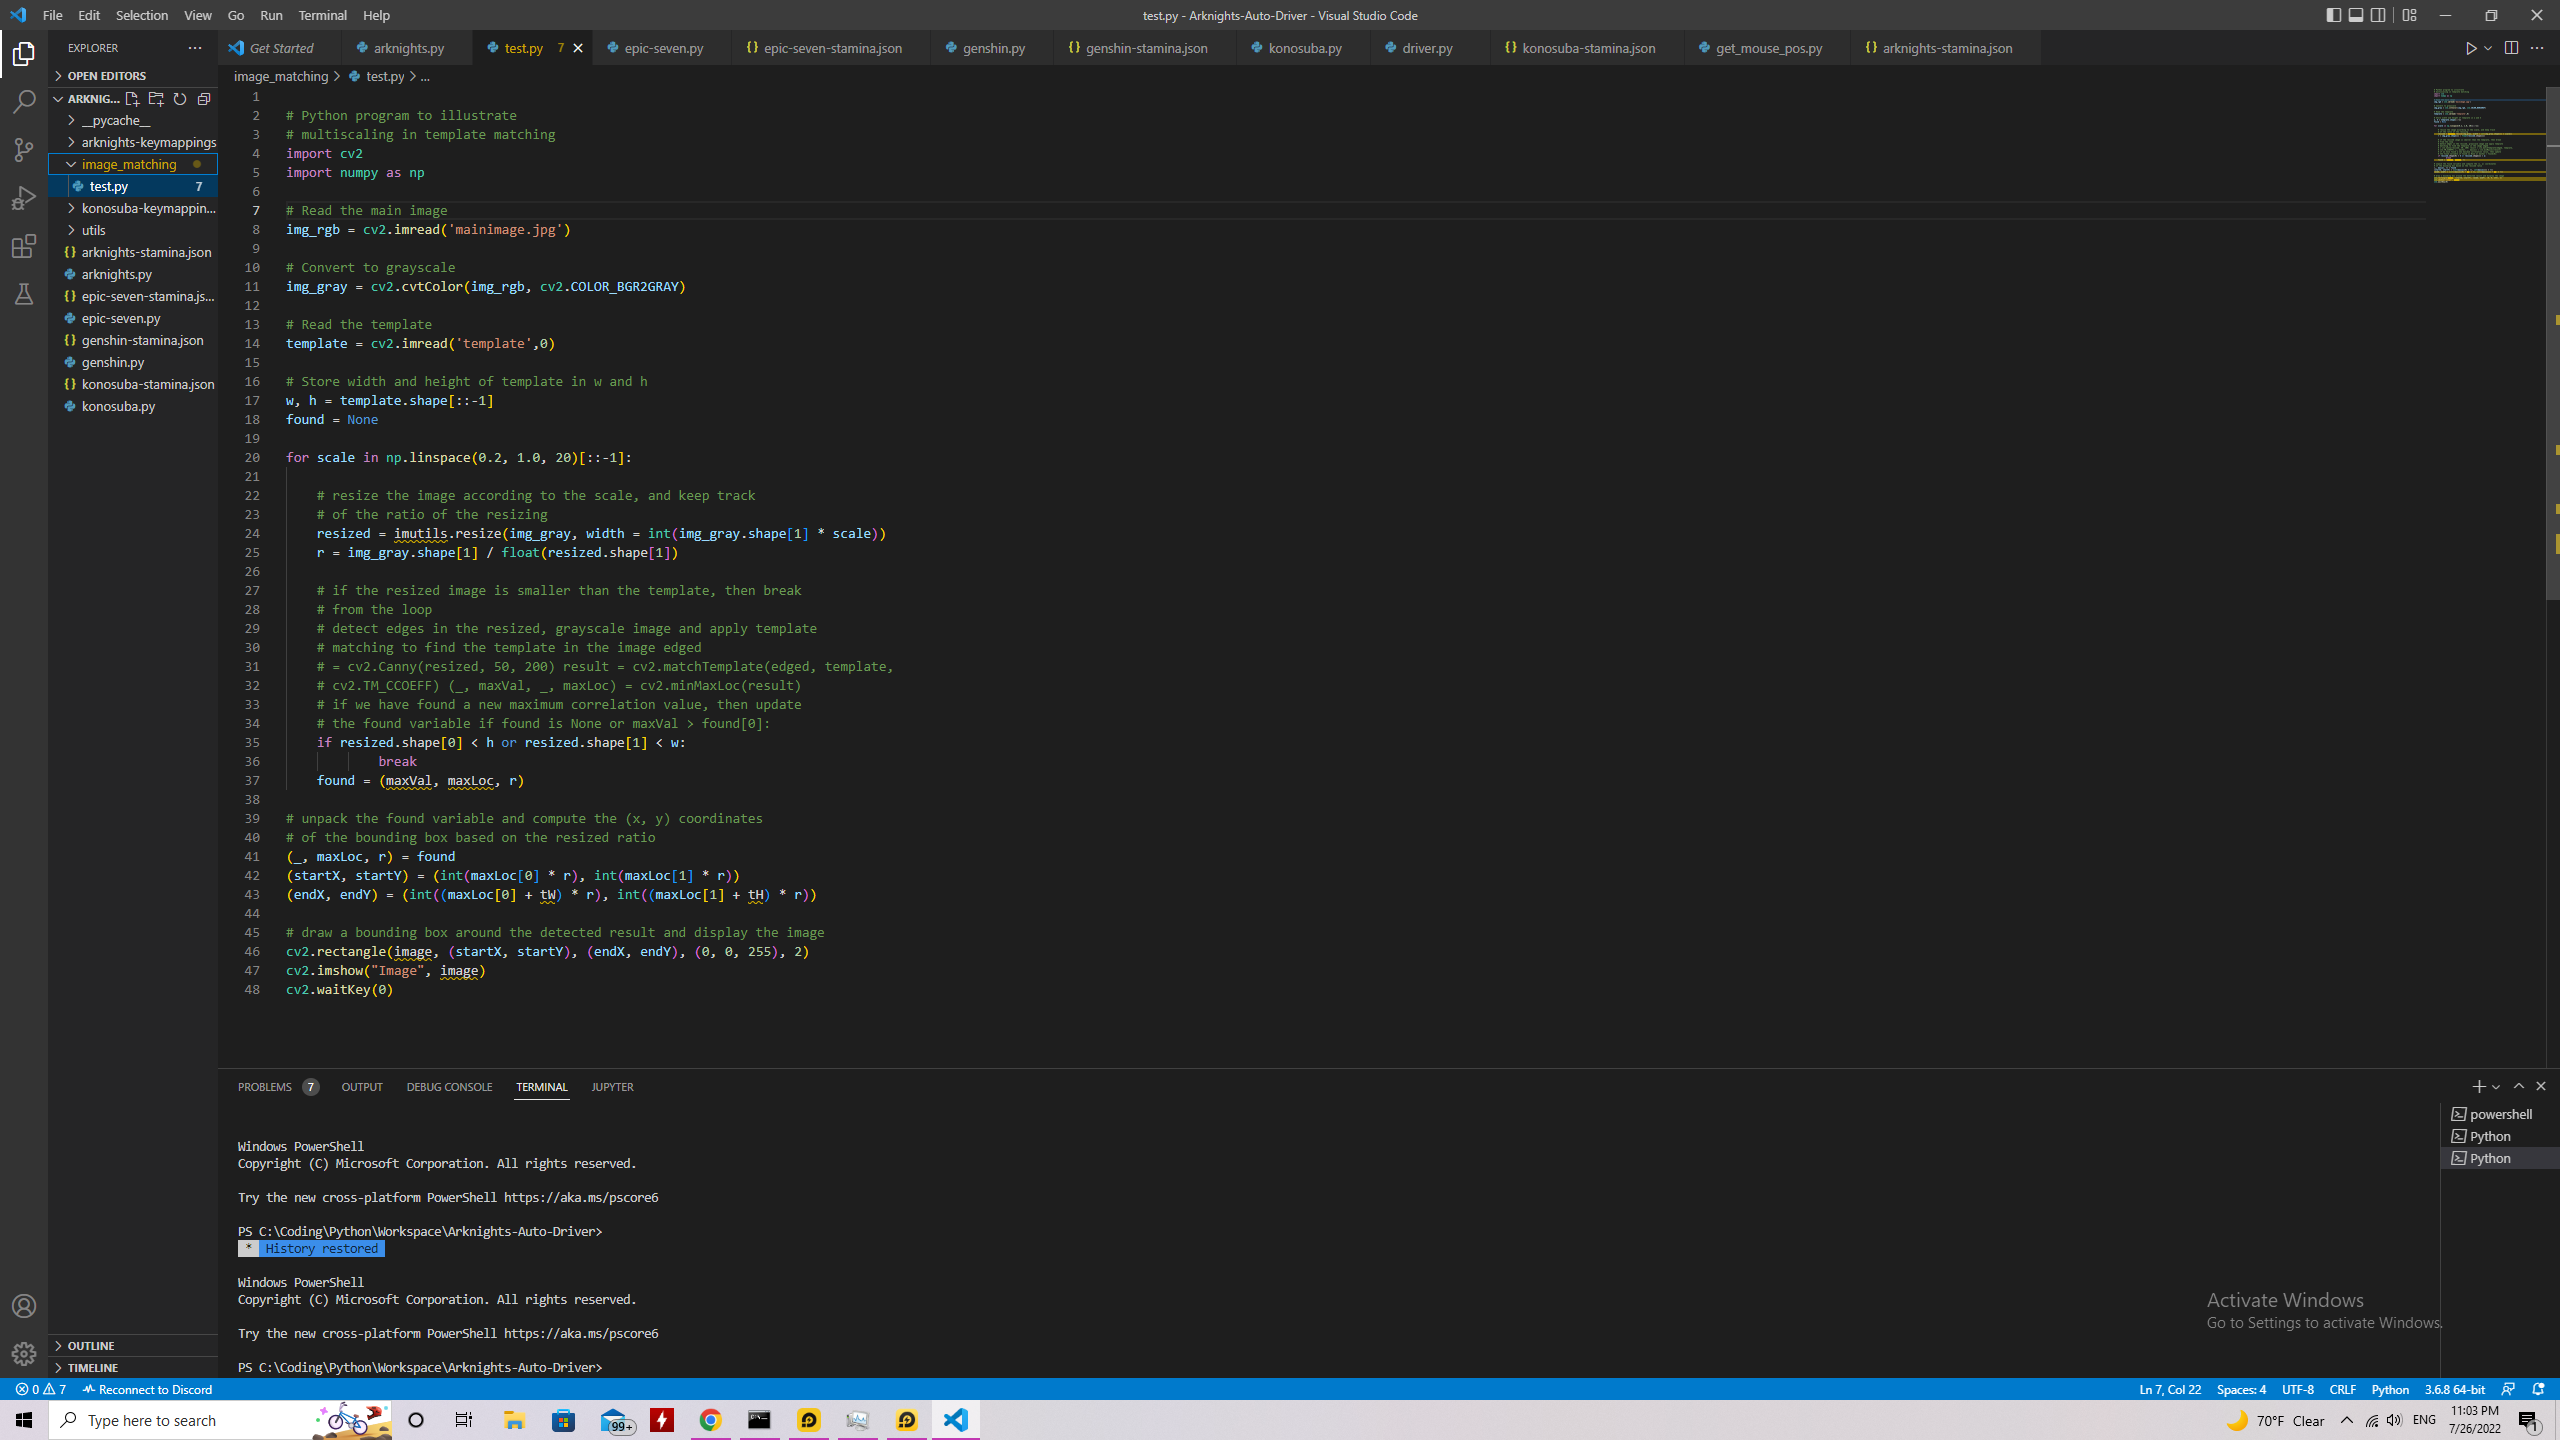 File Edit Selection View Go Run Terminal Help
test.py - Arknights-Auto-Driver - Visual Studio Code
EXPLORER
Get Started
arknights.py
test.py 7
epic-seven.py
epic-seven-stamina.json
genshin.py
genshin-stamina.json
konosuba.py
driver.py
konosuba-stamina.json
get_mouse_pos.py
arknights-stamina.json
OPEN EDITORS
ARKNIG...
__pycache__
arknights-keymappings
image_matching
test.py 7
konosuba-keymappin...
utils
arknights-stamina.json
arknights.py
epic-seven-stamina.js...
epic-seven.py
genshin-stamina.json
genshin.py
konosuba-stamina.json
konosuba.py
OUTLINE
TIMELINE
image_matching > test.py > ...
1
2 # Python program to illustrate
3 # multiscaling in template matching
4 import cv2
5 import numpy as np
6
7 # Read the main image
8 img_rgb = cv2.imread('mainimage.jpg')
9
10 # Convert to grayscale
11 img_gray = cv2.cvtColor(img_rgb, cv2.COLOR_BGR2GRAY)
12
13 # Read the template
14 template = cv2.imread('template',0)
15
16 # Store width and height of template in w and h
17 w, h = template.shape[::-1]
18 found = None
19
20 for scale in np.linspace(0.2, 1.0, 20)[::-1]:
21
22 # resize the image according to the scale, and keep track
23 # of the ratio of the resizing
24 resized = imutils.resize(img_gray, width = int(img_gray.shape[1] * scale))
25 r = img_gray.shape[1] / float(resized.shape[1])
26
27 # if the resized image is smaller than the template, then break
28 # from the loop
29 # detect edges in the resized, grayscale image and apply template
30 # matching to find the template in the image edged
31 # = cv2.Canny(resized, 50, 200) result = cv2.matchTemplate(edged, template,
32 # cv2.TM_CCOEFF) (_, maxVal, _, maxLoc) = cv2.minMaxLoc(result)
33 # if we have found a new maximum correlation value, then update
34 # the found variable if found is None or maxVal > found[0]:
35 if resized.shape[0] < h or resized.shape[1] < w:
36 break
37 found = (maxVal, maxLoc, r)
38
39 # unpack the found variable and compute the (x, y) coordinates
40 # of the bounding box based on the resized ratio
41 (_, maxLoc, r) = found
42 (startX, startY) = (int(maxLoc[0] * r), int(maxLoc[1] * r))
43 (endX, endY) = (int((maxLoc[0] + tW) * r), int((maxLoc[1] + tH) * r))
44
45 # draw a bounding box around the detected result and display the image
46 cv2.rectangle(image, (startX, startY), (endX, endY), (0, 0, 255), 2)
47 cv2.imshow("Image", image)
48 cv2.waitKey(0)
PROBLEMS 7 OUTPUT DEBUG CONSOLE TERMINAL JUPYTER
Windows PowerShell
Copyright (C) Microsoft Corporation. All rights reserved.
Try the new cross-platform PowerShell https://aka.ms/pscore6
PS C:\Coding\Python\Workspace\Arknights-Auto-Driver>
* History restored
Windows PowerShell
Copyright (C) Microsoft Corporation. All rights reserved.
Try the new cross-platform PowerShell https://aka.ms/pscore6
PS C:\Coding\Python\Workspace\Arknights-Auto-Driver>
powershell
Python
Python
Activate Windows
Go to Settings to activate Windows.
0 7 Reconnect to Discord
Ln 7, Col 22 Spaces: 4 UTF-8 CRLF Python 3.6.8 64-bit
Type here to search
99+
70°F Clear
ENG
11:03 PM
7/26/2022
1